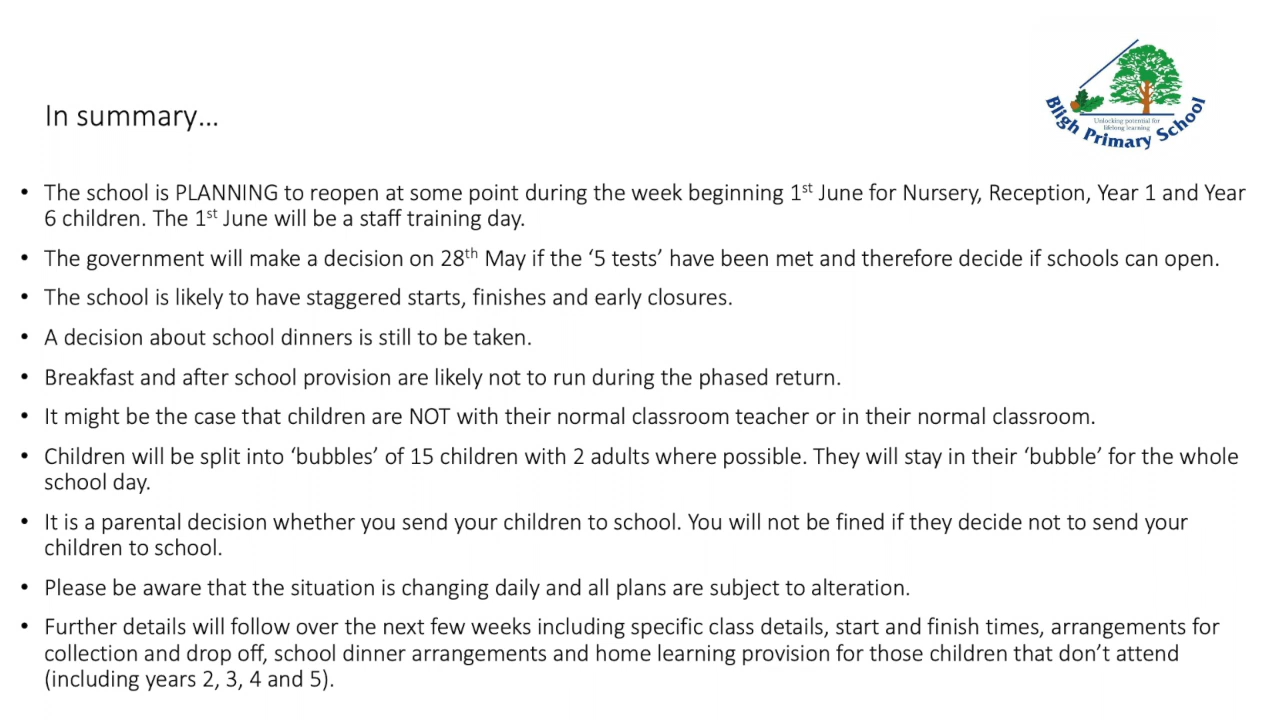 Unlocking potential for
lifelong learning
Bligh Primary School
In summary...
• The school is PLANNING to reopen at some point during the week beginning 1st June for Nursery, Reception, Year 1 and Year
6 children. The 1st June will be a staff training day.
• The government will make a decision on 28th May if the ‘5 tests’ have been met and therefore decide if schools can open.
• The school is likely to have staggered starts, finishes and early closures.
• A decision about school dinners is still to be taken.
• Breakfast and after school provision are likely not to run during the phased return.
• It might be the case that children are NOT with their normal classroom teacher or in their normal classroom.
• Children will be split into ‘bubbles’ of 15 children with 2 adults where possible. They will stay in their ‘bubble’ for the whole
school day.
• It is a parental decision whether you send your children to school. You will not be fined if they decide not to send your
children to school.
• Please be aware that the situation is changing daily and all plans are subject to alteration.
• Further details will follow over the next few weeks including specific class details, start and finish times, arrangements for
collection and drop off, school dinner arrangements and home learning provision for those children that don’t attend
(including years 2, 3, 4 and 5).